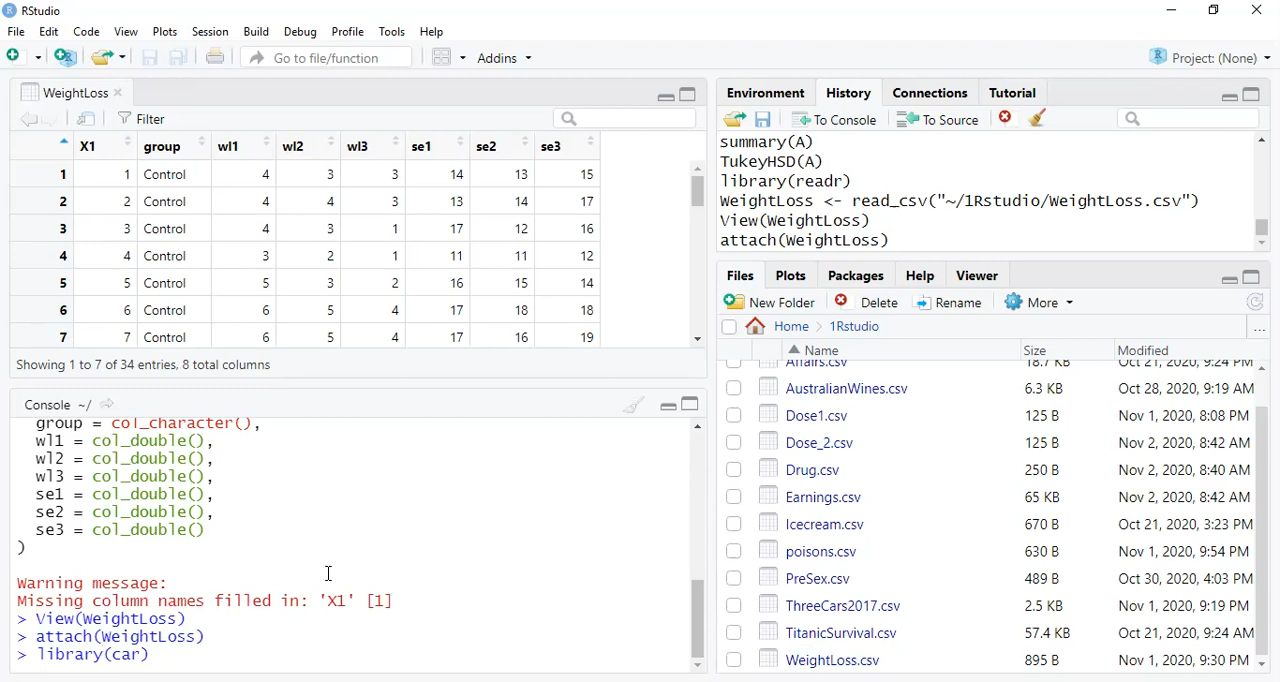 RStudio
File Edit Code View Plots Session Build Debug Profile Tools Help
Go to file/function Addins Project: (None)
WeightLoss
Filter
X1 group wl1 wl2 wl3 se1 se2 se3
1 1 Control 4 3 3 14 13 15
2 2 Control 4 4 3 13 14 17
3 3 Control 4 3 1 17 12 16
4 4 Control 3 2 1 11 11 12
5 5 Control 5 3 2 16 15 14
6 6 Control 6 5 4 17 18 18
7 7 Control 6 5 4 17 16 19
Showing 1 to 7 of 34 entries, 8 total columns
Console ~/
group = col_character(),
wl1 = col_double(),
wl2 = col_double(),
wl3 = col_double(),
se1 = col_double(),
se2 = col_double(),
se3 = col_double()
)
Warning message:
Missing column names filled in: 'X1' [1]
> View(WeightLoss)
> attach(WeightLoss)
> library(car)
Environment History Connections Tutorial
To Console To Source
summary(A)
TukeyHSD(A)
library(readr)
WeightLoss <- read_csv("~/1Rstudio/WeightLoss.csv")
View(WeightLoss)
attach(WeightLoss)
Files Plots Packages Help Viewer
New Folder Delete Rename More
Home > 1Rstudio ...
Name Size Modified
Affairs.csv 18.7 KB Oct 21, 2020, 9:24 PM
AustralianWines.csv 6.3 KB Oct 28, 2020, 9:19 AM
Dose1.csv 125 B Nov 1, 2020, 8:08 PM
Dose_2.csv 125 B Nov 2, 2020, 8:42 AM
Drug.csv 250 B Nov 2, 2020, 8:40 AM
Earnings.csv 65 KB Nov 2, 2020, 8:42 AM
Icecream.csv 670 B Oct 21, 2020, 3:23 PM
poisons.csv 630 B Nov 1, 2020, 9:54 PM
PreSex.csv 489 B Oct 30, 2020, 4:03 PM
ThreeCars2017.csv 2.5 KB Nov 1, 2020, 9:19 PM
TitanicSurvival.csv 57.4 KB Oct 21, 2020, 9:24 AM
WeightLoss.csv 895 B Nov 1, 2020, 9:30 PM